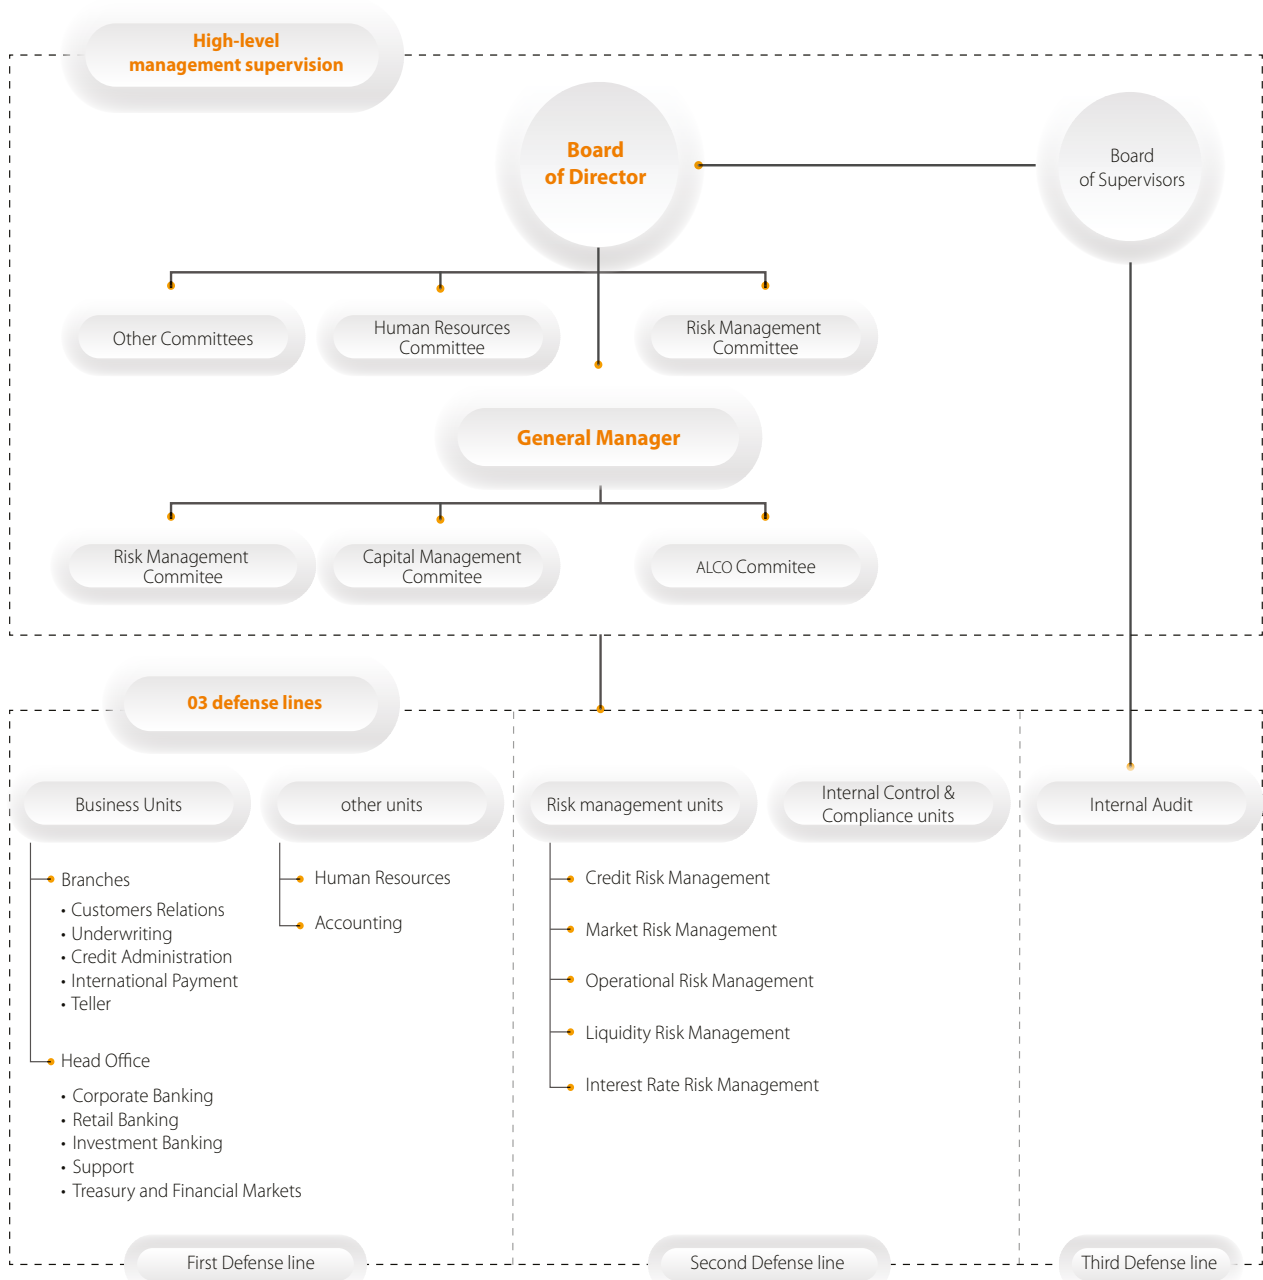 High-level
management supervision
Board
of Director
Board
of Supervisors
Other Committees
Human Resources
Committee
Risk Management
Committee
General Manager
Risk Management
Commitee
Capital Management
Commitee
ALCO Commitee
03 defense lines
Business Units
other units
Risk management units
Internal Control &
Compliance units
Internal Audit
Branches
• Customers Relations
• Underwriting
• Credit Administration
• International Payment
• Teller
Head Office
• Corporate Banking
• Retail Banking
• Investment Banking
• Support
• Treasury and Financial Markets
Human Resources
Accounting
Credit Risk Management
Market Risk Management
Operational Risk Management
Liquidity Risk Management
Interest Rate Risk Management
First Defense line
Second Defense line
Third Defense line